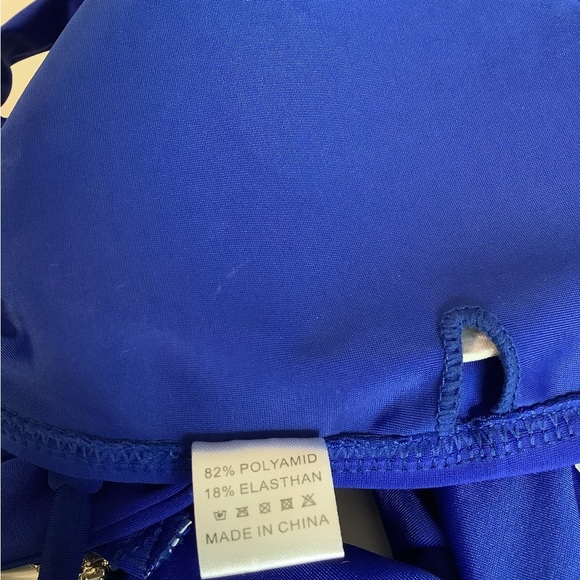 82% POLYAMID
18% ELASTHAN
MADE IN CHINA